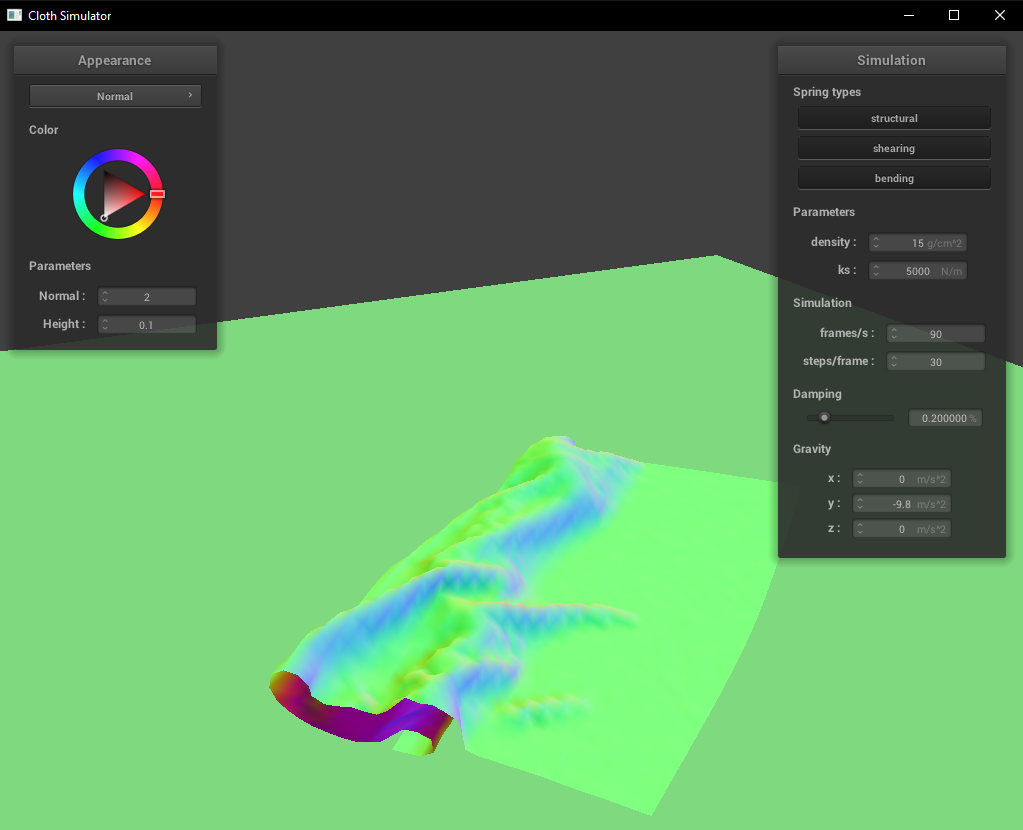 Cloth Simulator
Appearance
Normal
Color
Parameters
Normal :
2
Height :
0.1
Simulation
Spring types
structural
shearing
bending
Parameters
density :
15 g/cm^2
ks :
5000 N/m
Simulation
frames/s :
90
steps/frame :
30
Damping
0.200000 %
Gravity
x :
0 m/s^2
y :
-9.8 m/s^2
z :
0 m/s^2